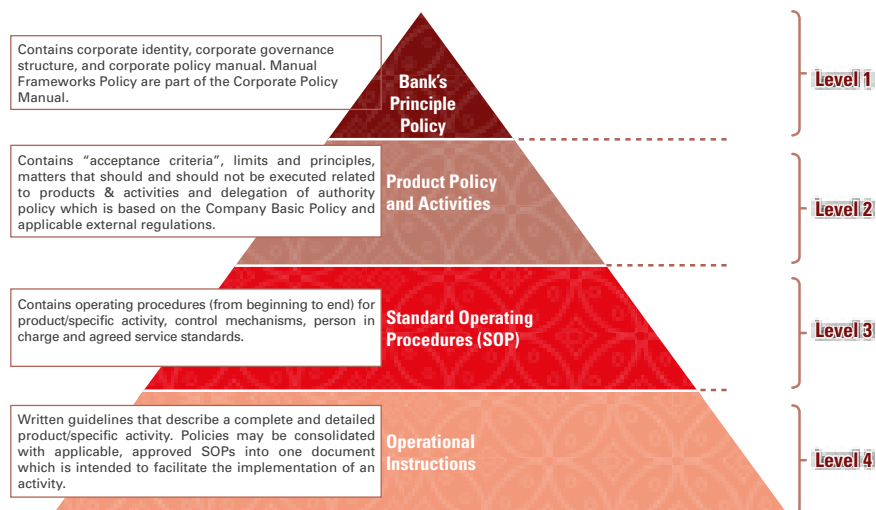 Contains corporate identity, corporate governance
structure, and corporate policy manual. Manual
Frameworks Policy are part of the Corporate Policy
Manual.
Bank's
Principle
Policy
Level 1
Contains “acceptance criteria”, limits and principles,
matters that should and should not be executed related
to products & activities and delegation of authority
policy which is based on the Company Basic Policy and
applicable external regulations.
Product Policy
and Activities
Level 2
Contains operating procedures (from beginning to end) for
product/specific activity, control mechanisms, person in
charge and agreed service standards.
Standard Operating
Procedures (SOP)
Level 3
Written guidelines that describe a complete and detailed
product/specific activity. Policies may be consolidated
with applicable, approved SOPs into one document
which is intended to facilitate the implementation of an
activity.
Operational
Instructions
Level 4